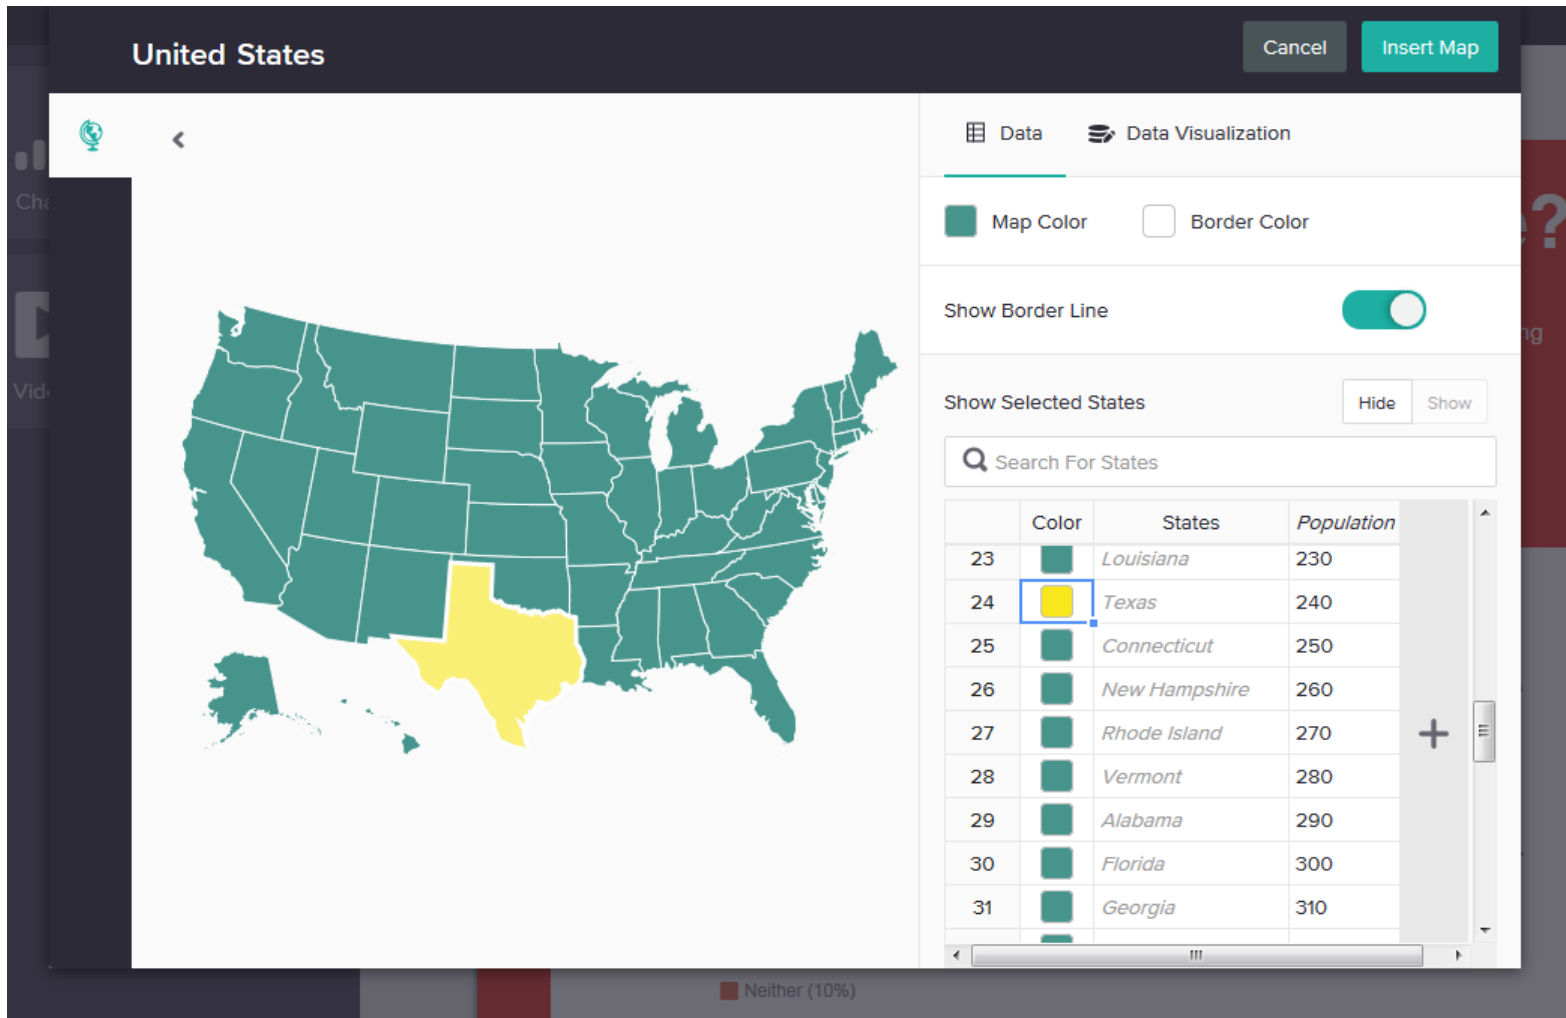 United States
Cancel
Insert Map
Data
Data Visualization
Map Color
Border Color
Show Border Line
Show Selected States
Hide
Show
Search For States
Color States Population
23 Louisiana 230
24 Texas 240
25 Connecticut 250
26 New Hampshire 260
27 Rhode Island 270
28 Vermont 280
29 Alabama 290
30 Florida 300
31 Georgia 310
Cha
Vide
e?
ng
Neither (10%)